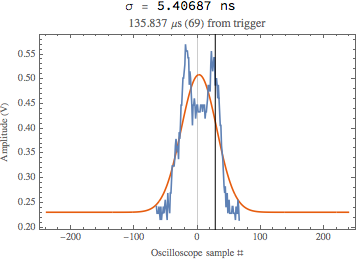 σ = 5.40687 ns
135.837 μs (69) from trigger
Amplitude (V)
0.55
0.50
0.45
0.40
0.35
0.30
0.25
0.20
-200 -100 0 100 200
Oscilloscope sample #